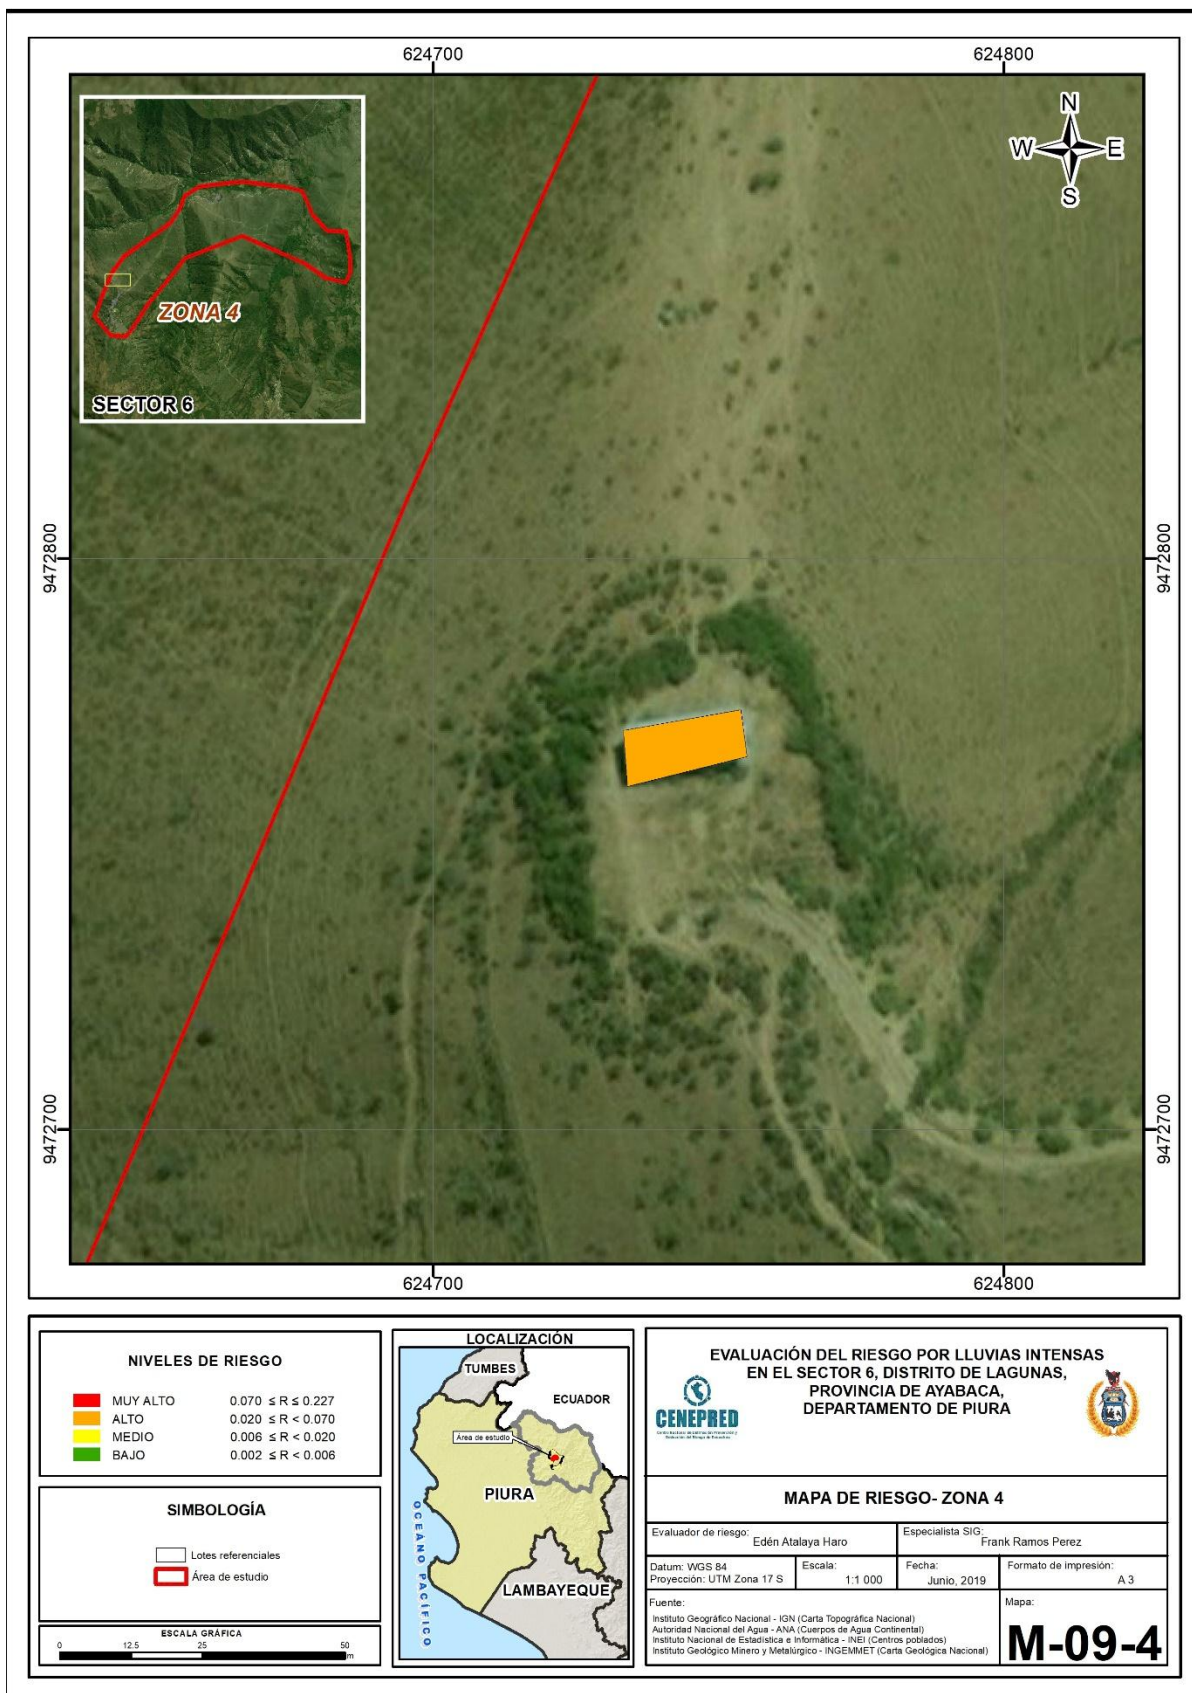 624700
624800
N
W
E
S
ZONA 4
SECTOR 6
9472800
9472800
9472700
9472700
624700
624800
NIVELES DE RIESGO
MUY ALTO 0.070 ≤ R ≤ 0.227
ALTO 0.020 ≤ R < 0.070
MEDIO 0.006 ≤ R < 0.020
BAJO 0.002 ≤ R < 0.006
SIMBOLOGÍA
Lotes referenciales
Área de estudio
ESCALA GRÁFICA
0 12.5 25 50
m
LOCALIZACIÓN
TUMBES
ECUADOR
Área de estudio
PIURA
OCEÁNO PACÍFICO
LAMBAYEQUE
EVALUACIÓN DEL RIESGO POR LLUVIAS INTENSAS
EN EL SECTOR 6, DISTRITO DE LAGUNAS,
PROVINCIA DE AYABACA,
DEPARTAMENTO DE PIURA
CENEPRED
MAPA DE RIESGO- ZONA 4
Evaluador de riesgo:
Edén Atalaya Haro
Especialista SIG:
Frank Ramos Perez
Datum: WGS 84
Proyección: UTM Zona 17 S
Escala:
1:1 000
Fecha:
Junio, 2019
Formato de impresión:
A 3
Fuente:
Instituto Geográfico Nacional - IGN (Carta Topográfica Nacional)
Autoridad Nacional del Agua - ANA (Cuerpos de Agua Continental)
Instituto Nacional de Estadística e Informática - INEI (Centros poblados)
Instituto Geológico Minero y Metalúrgico - INGEMMET (Carta Geológica Nacional)
Mapa:
M-09-4